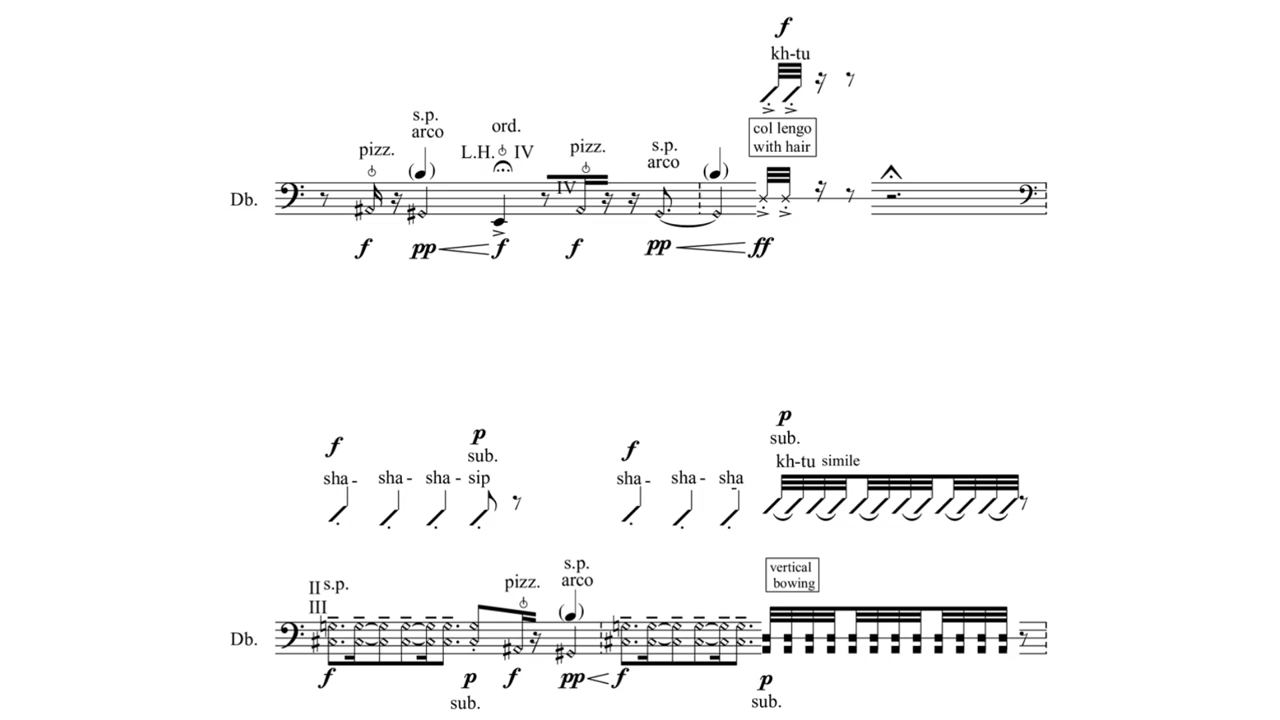 f
kh-tu
s.p.
arco
ord.
pizz.
L.H. IV
pizz.
s.p.
arco
col lengo
with hair
IV
Db.
f pp f f pp ff
f
sha - sha - sha - sip
p
sub.
f
sha - sha - sha -
p
sub.
kh-tu simile
II s.p.
III
pizz.
s.p.
arco
vertical
bowing
Db.
f p f pp f p
sub. sub.